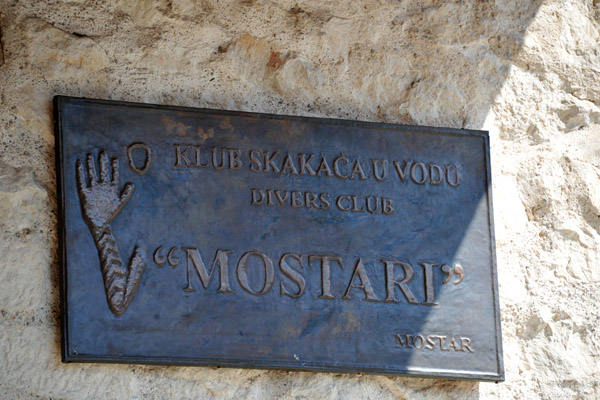 KLUB SKAKAČA U VODU
DIVERS CLUB
“MOSTARI”
MOSTAR